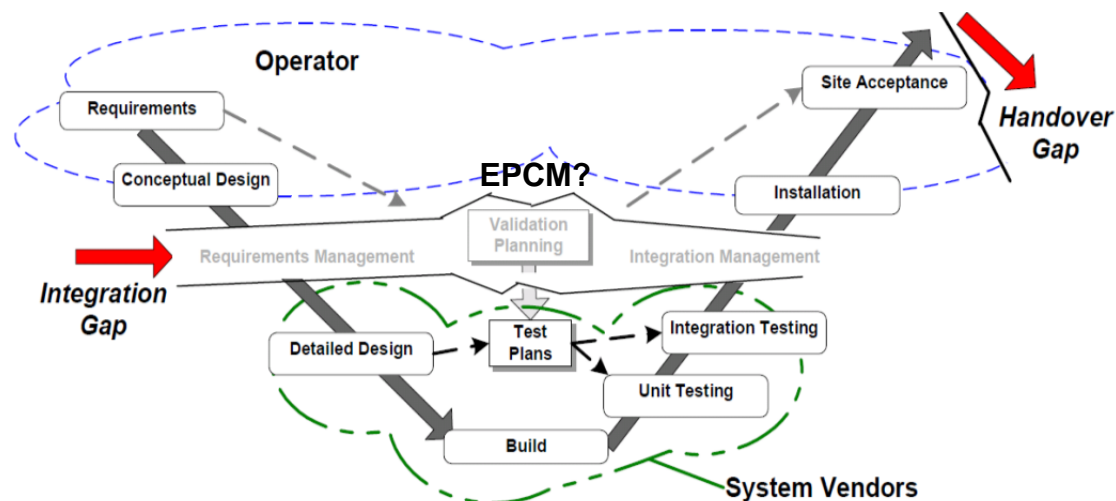 Operator
Requirements
Site Acceptance
Handover
Gap
Conceptual Design
EPCM?
Installation
Validation
Planning
Requirements Management
Integration Management
Integration
Gap
Detailed Design
Test
Plans
Integration Testing
Unit Testing
Build
System Vendors